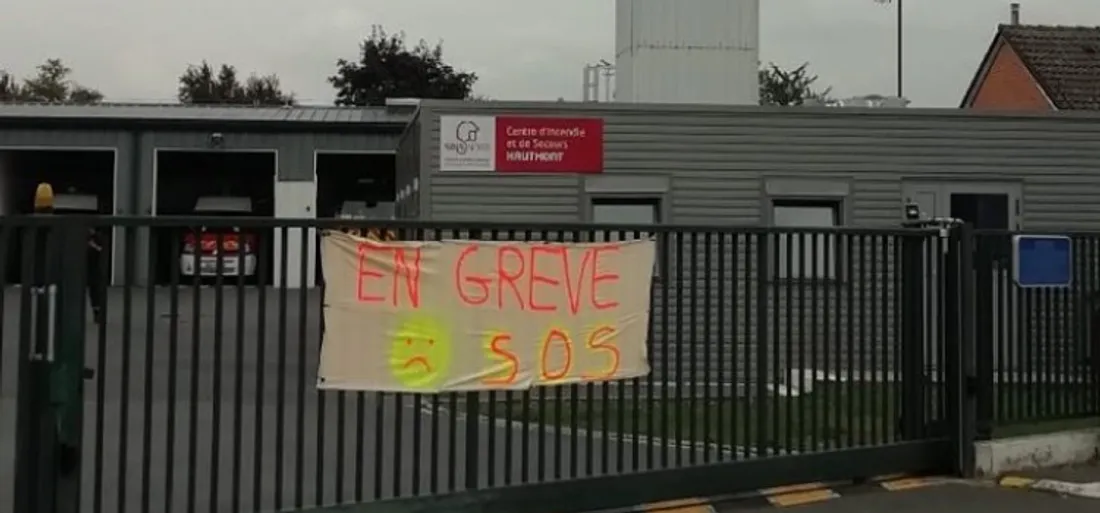 Centre d'Incendie
et de Secours
HAUTMONT
EN GREVE
SOS